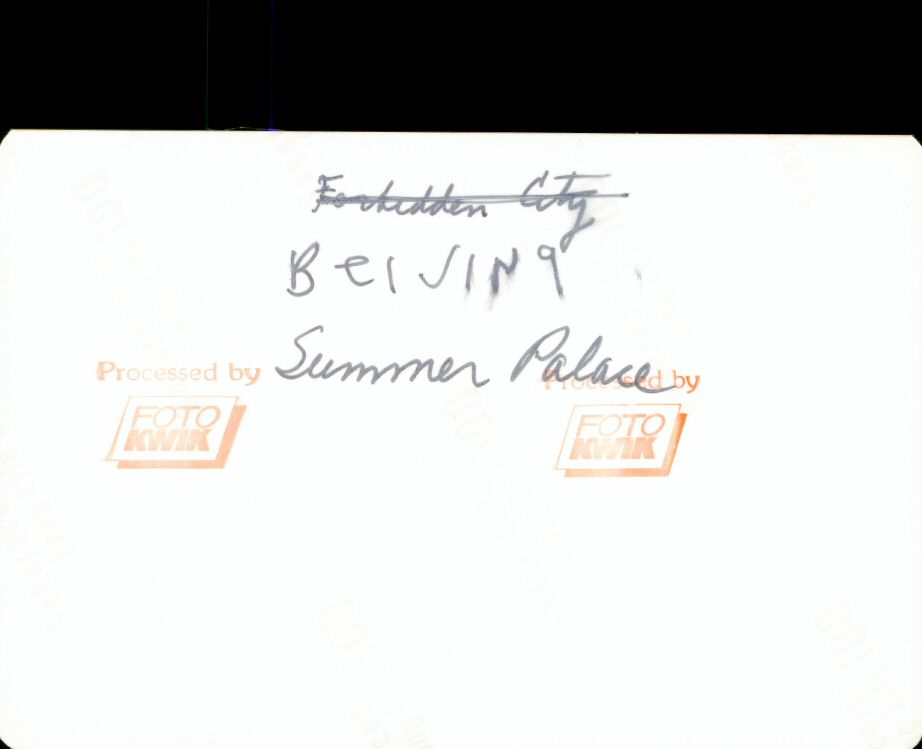 Forbidden City
BEIJING
Summer Palace
Processed by Processed by
FOTO FOTO
KWIK KWIK